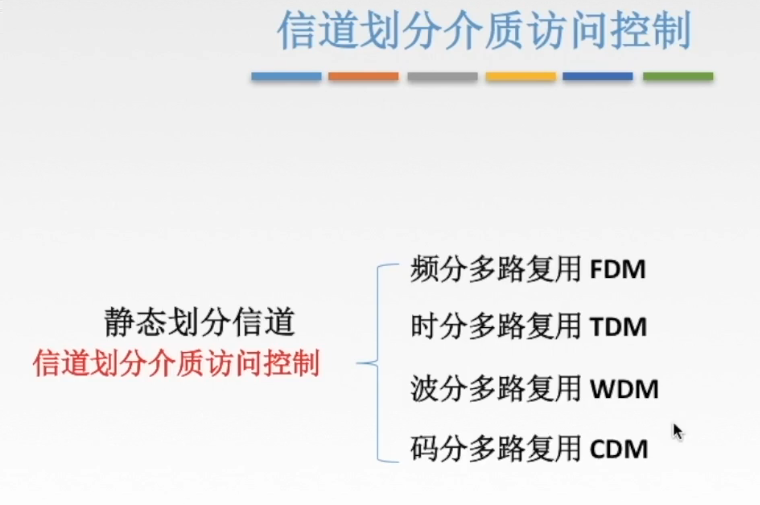 信道划分介质访问控制
静态划分信道
信道划分介质访问控制
频分多路复用 FDM
时分多路复用 TDM
波分多路复用 WDM
码分多路复用 CDM